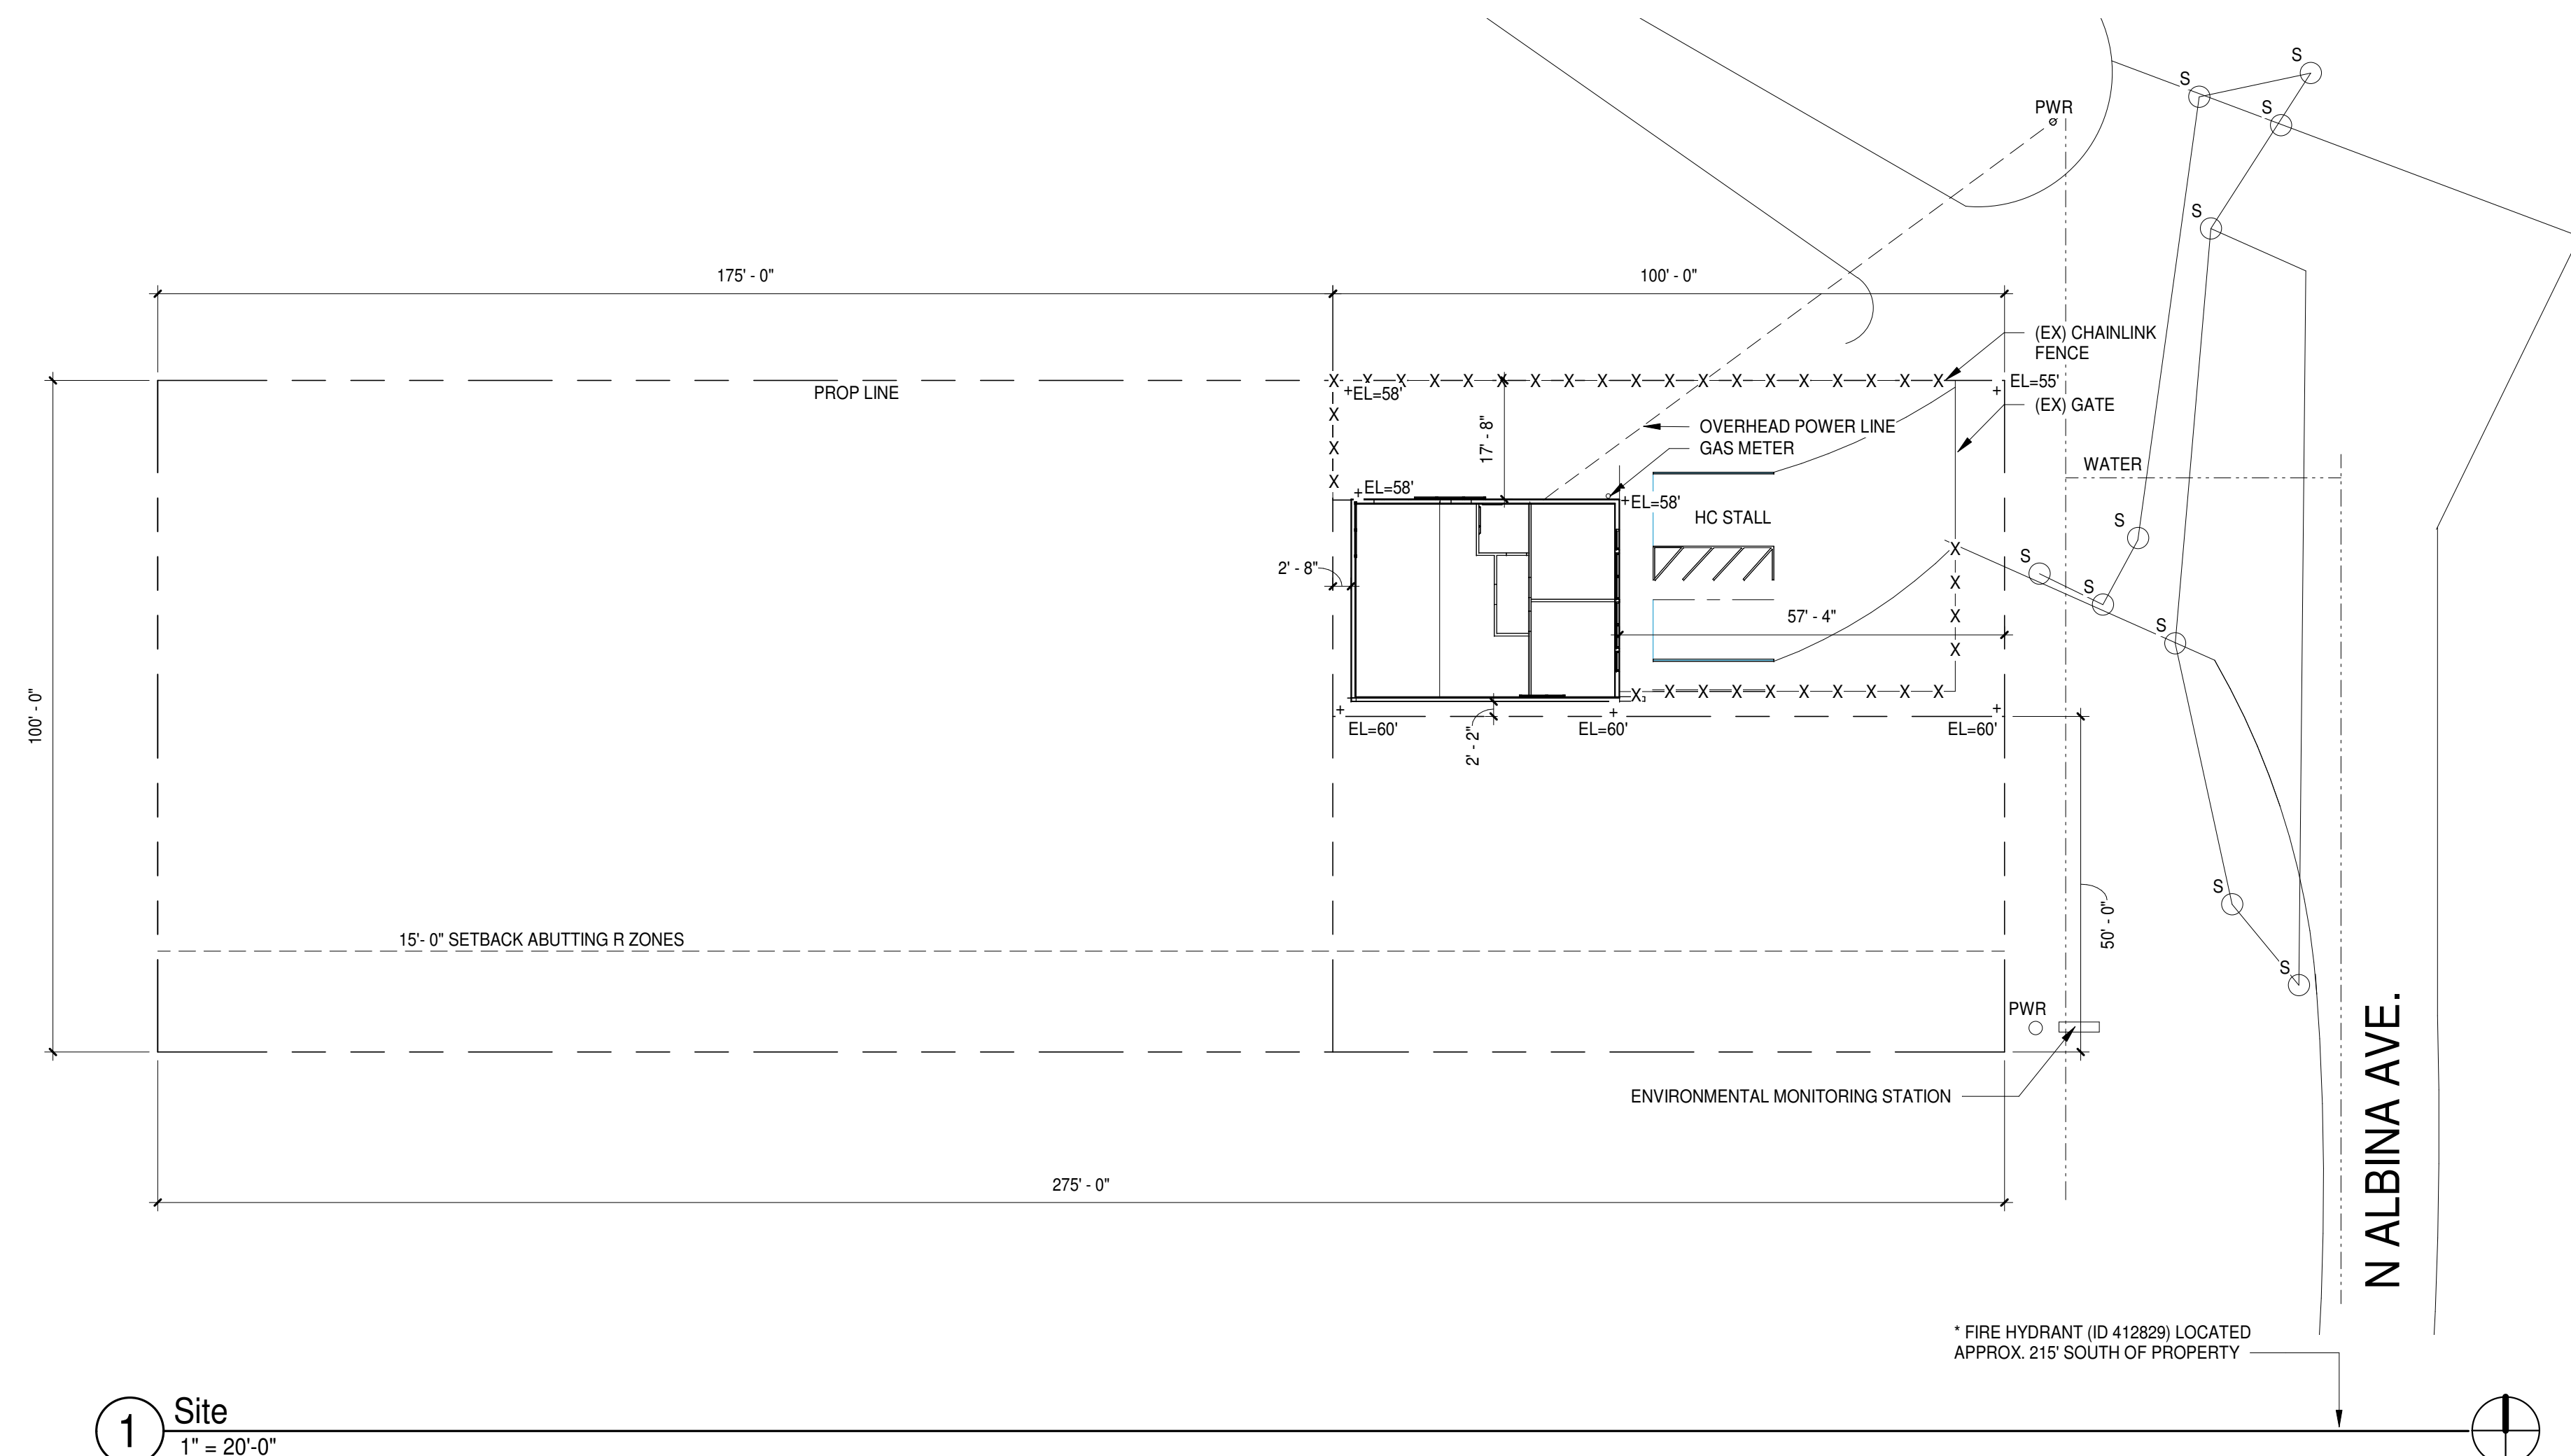 S
S
PWR
S
S
175' - 0"
100' - 0"
(EX) CHAINLINK
FENCE
PROP LINE
EL=58'
EL=55'
(EX) GATE
17' - 8"
OVERHEAD POWER LINE
GAS METER
WATER
EL=58'
EL=58'
HC STALL
S
S
2' - 8"
S
57' - 4"
S
100' - 0"
EL=60'
2' - 2"
EL=60'
EL=60'
S
50' - 0"
15'- 0" SETBACK ABUTTING R ZONES
S
PWR
ENVIRONMENTAL MONITORING STATION
N ALBINA AVE.
275' - 0"
* FIRE HYDRANT (ID 412829) LOCATED
APPROX. 215' SOUTH OF PROPERTY
1
Site
1" = 20'-0"